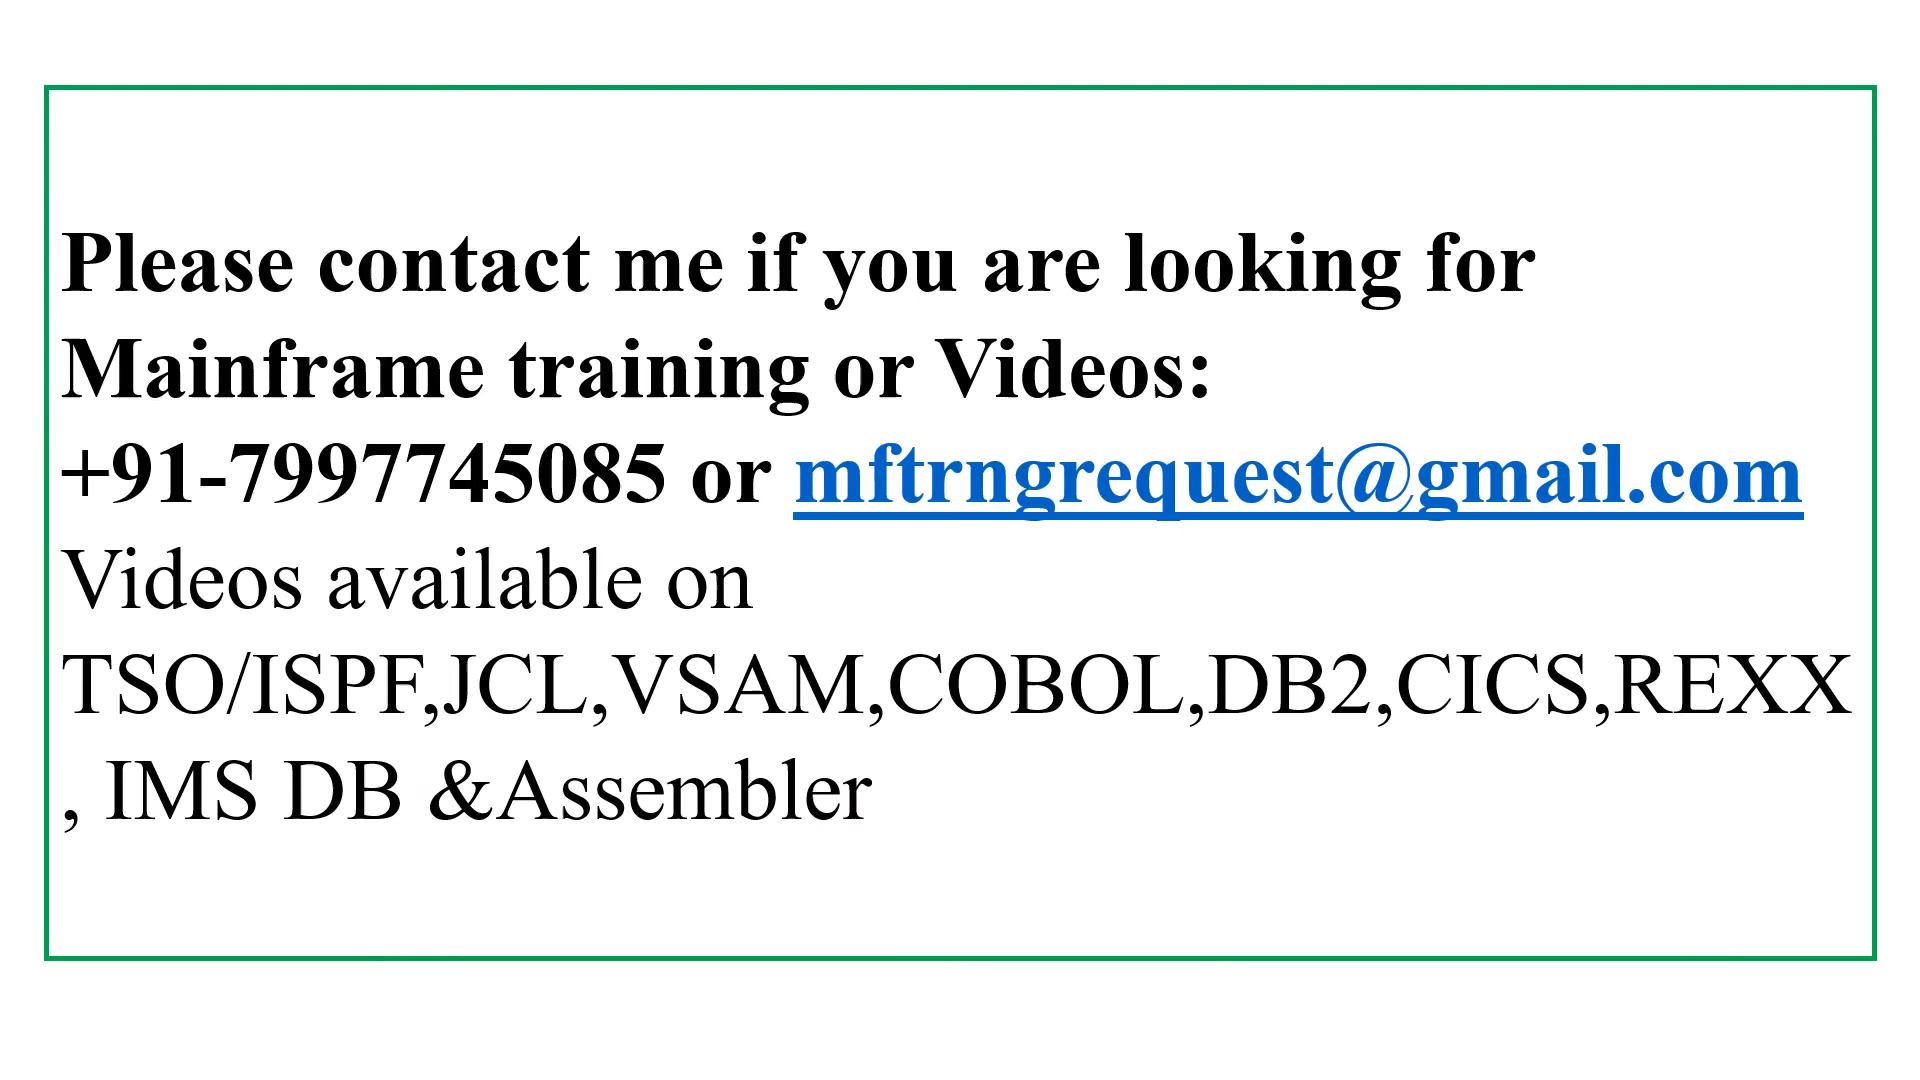 Please contact me if you are looking for
Mainframe training or Videos:
+91-7997745085 or mftrngrequest@gmail.com
Videos available on
TSO/ISPF,JCL,VSAM,COBOL,DB2,CICS,REXX
, IMS DB &Assembler